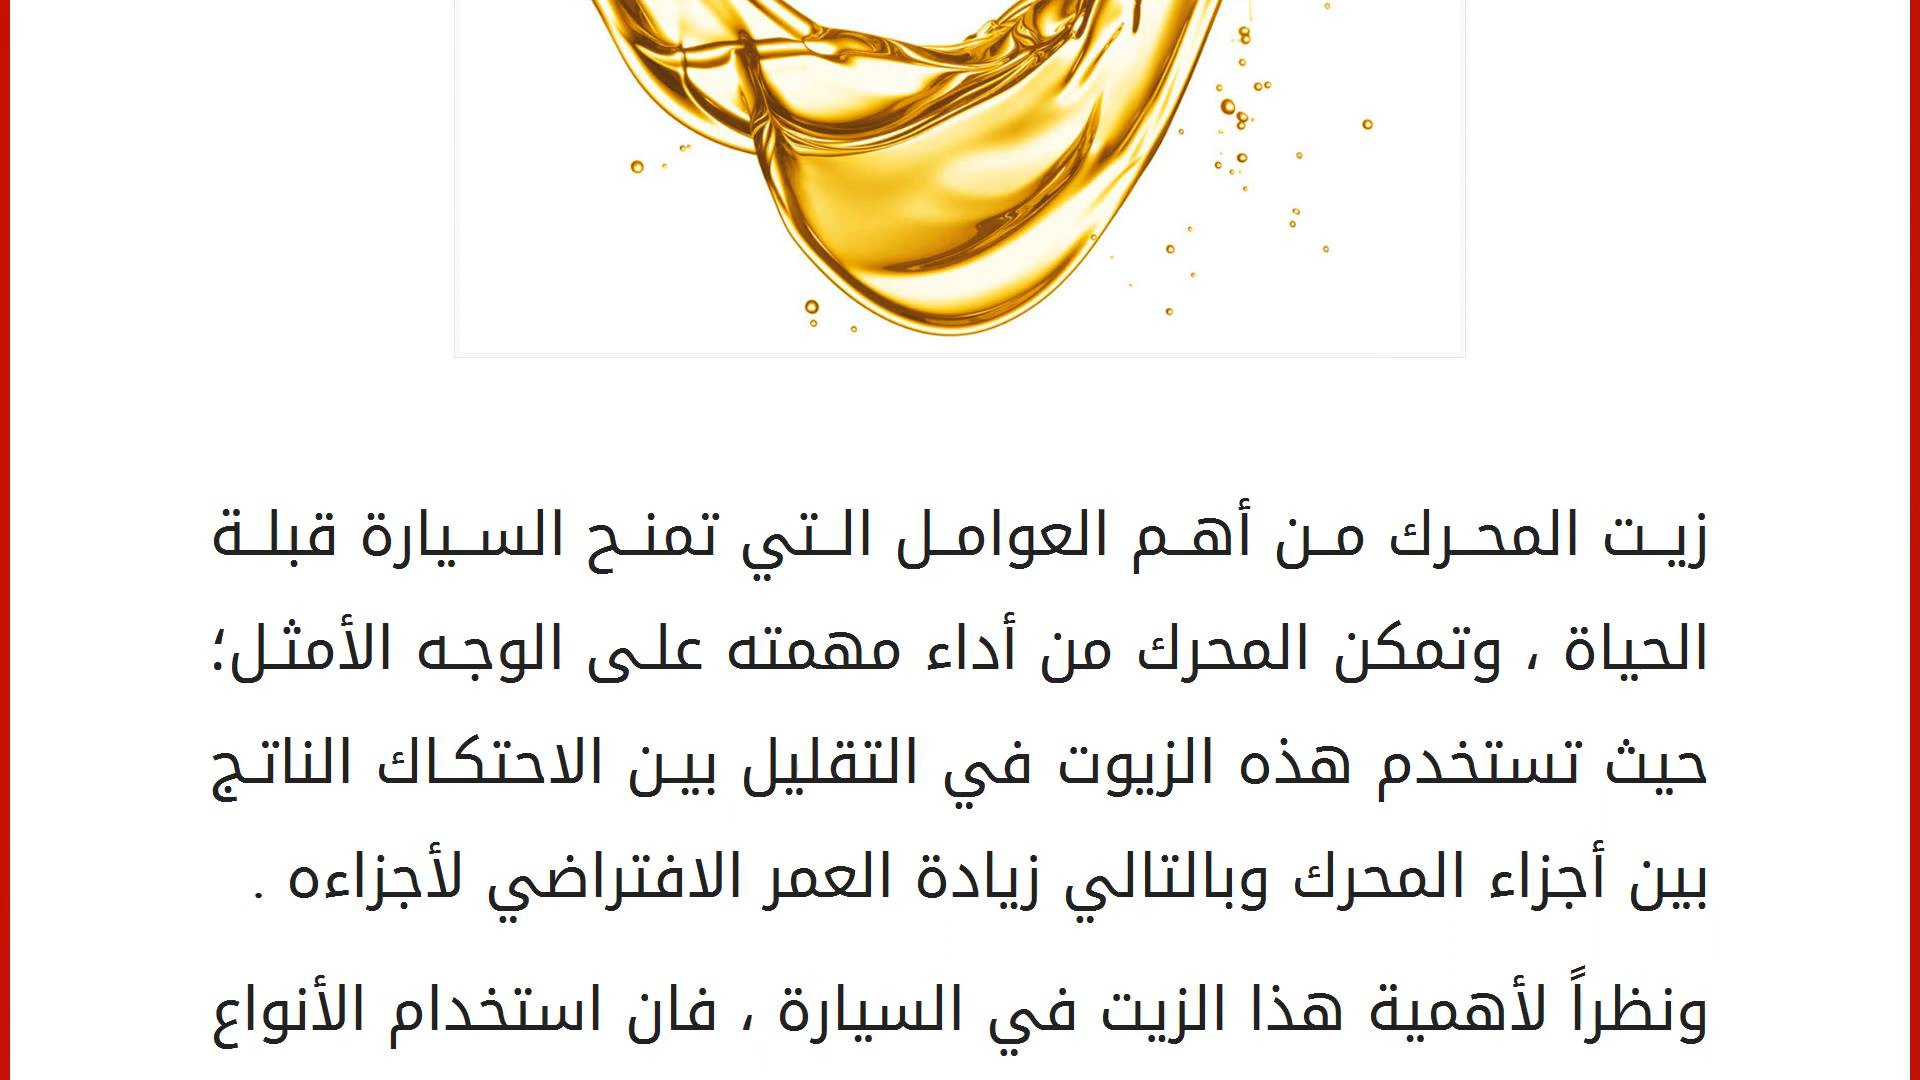 زيت المحرك من أهم العوامل التي تمنح السيارة قبلة
الحياة ، وتمكن المحرك من أداء مهمته على الوجه الأمثل؛
حيث تستخدم هذه الزيوت في التقليل بين الاحتكاك الناتج
بين أجزاء المحرك وبالتالي زيادة العمر الافتراضي لأجزاءه .
ونظراً لأهمية هذا الزيت في السيارة ، فان استخدام الأنواع